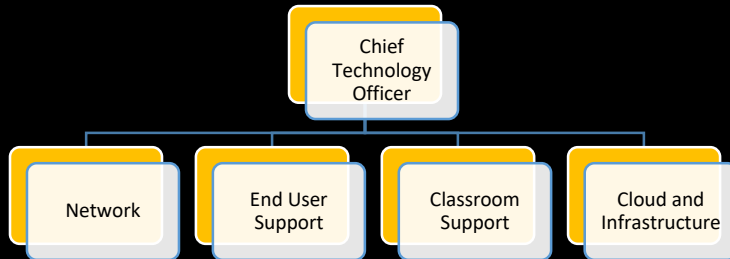 Chief
Technology
Officer
Network
End User
Support
Classroom
Support
Cloud and
Infrastructure